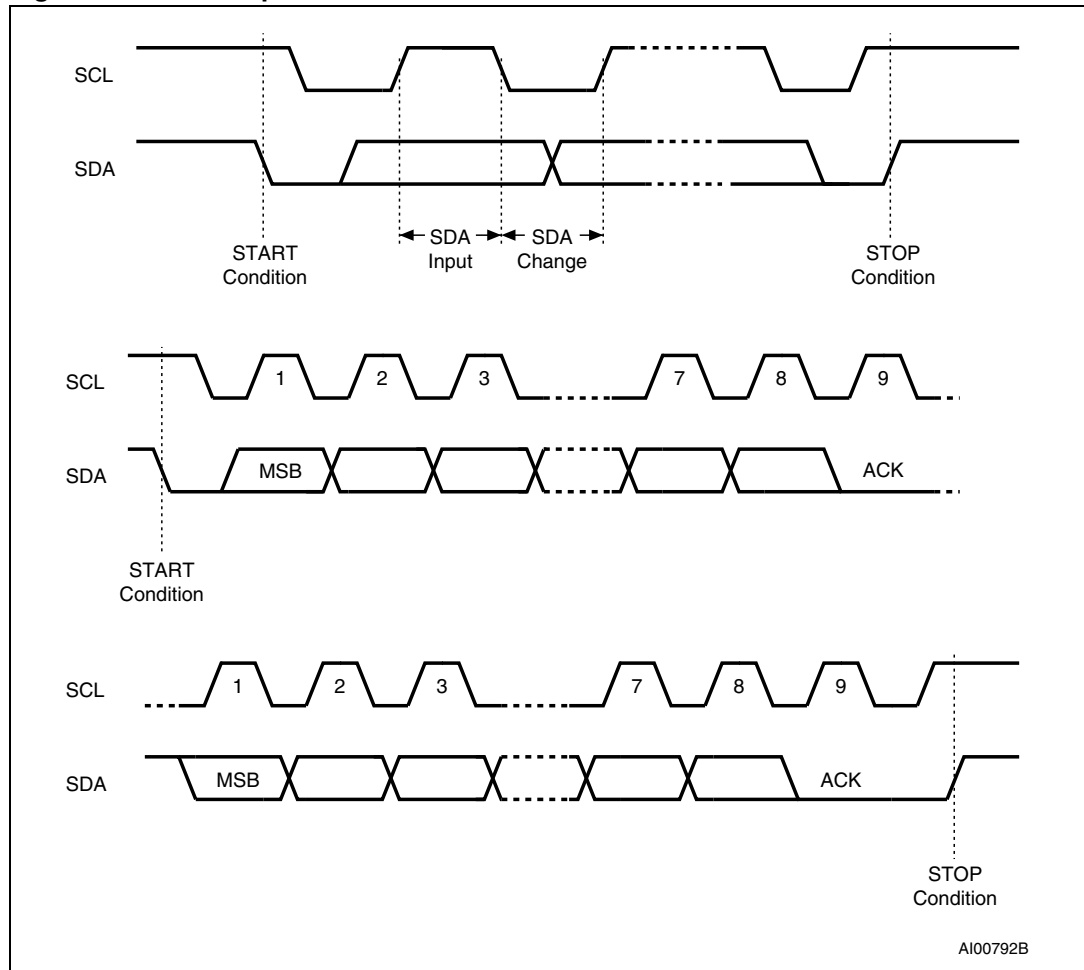 SCL
SDA
START
Condition
SDA
Input
SDA
Change
STOP
Condition
SCL
1 2 3 7 8 9
SDA
MSB ACK
START
Condition
SCL
1 2 3 7 8 9
SDA
MSB ACK
STOP
Condition
AI00792B